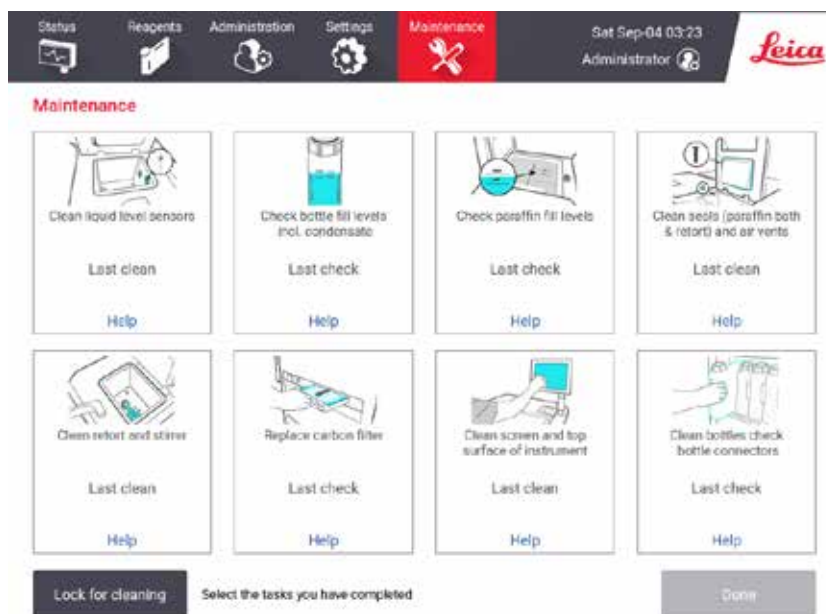 Status Reagents Administration Settings Maintenance
Sat Sep-04 03:23
Administrator
Leica
Maintenance
Clean liquid level sensors
Last clean
Help
Check bottle fill levels
incl. condensate
Last check
Help
Check paraffin fill levels
Last check
Help
Clean seals (paraffin bath
& retort) and air vents
Last clean
Help
Clean retort and stirrer
Last clean
Help
Replace carbon filter
Last check
Help
Clean screen and top
surface of instrument
Last clean
Help
Clean bottles check
bottle connectors
Last check
Help
Lock for cleaning
Select the tasks you have completed
Done